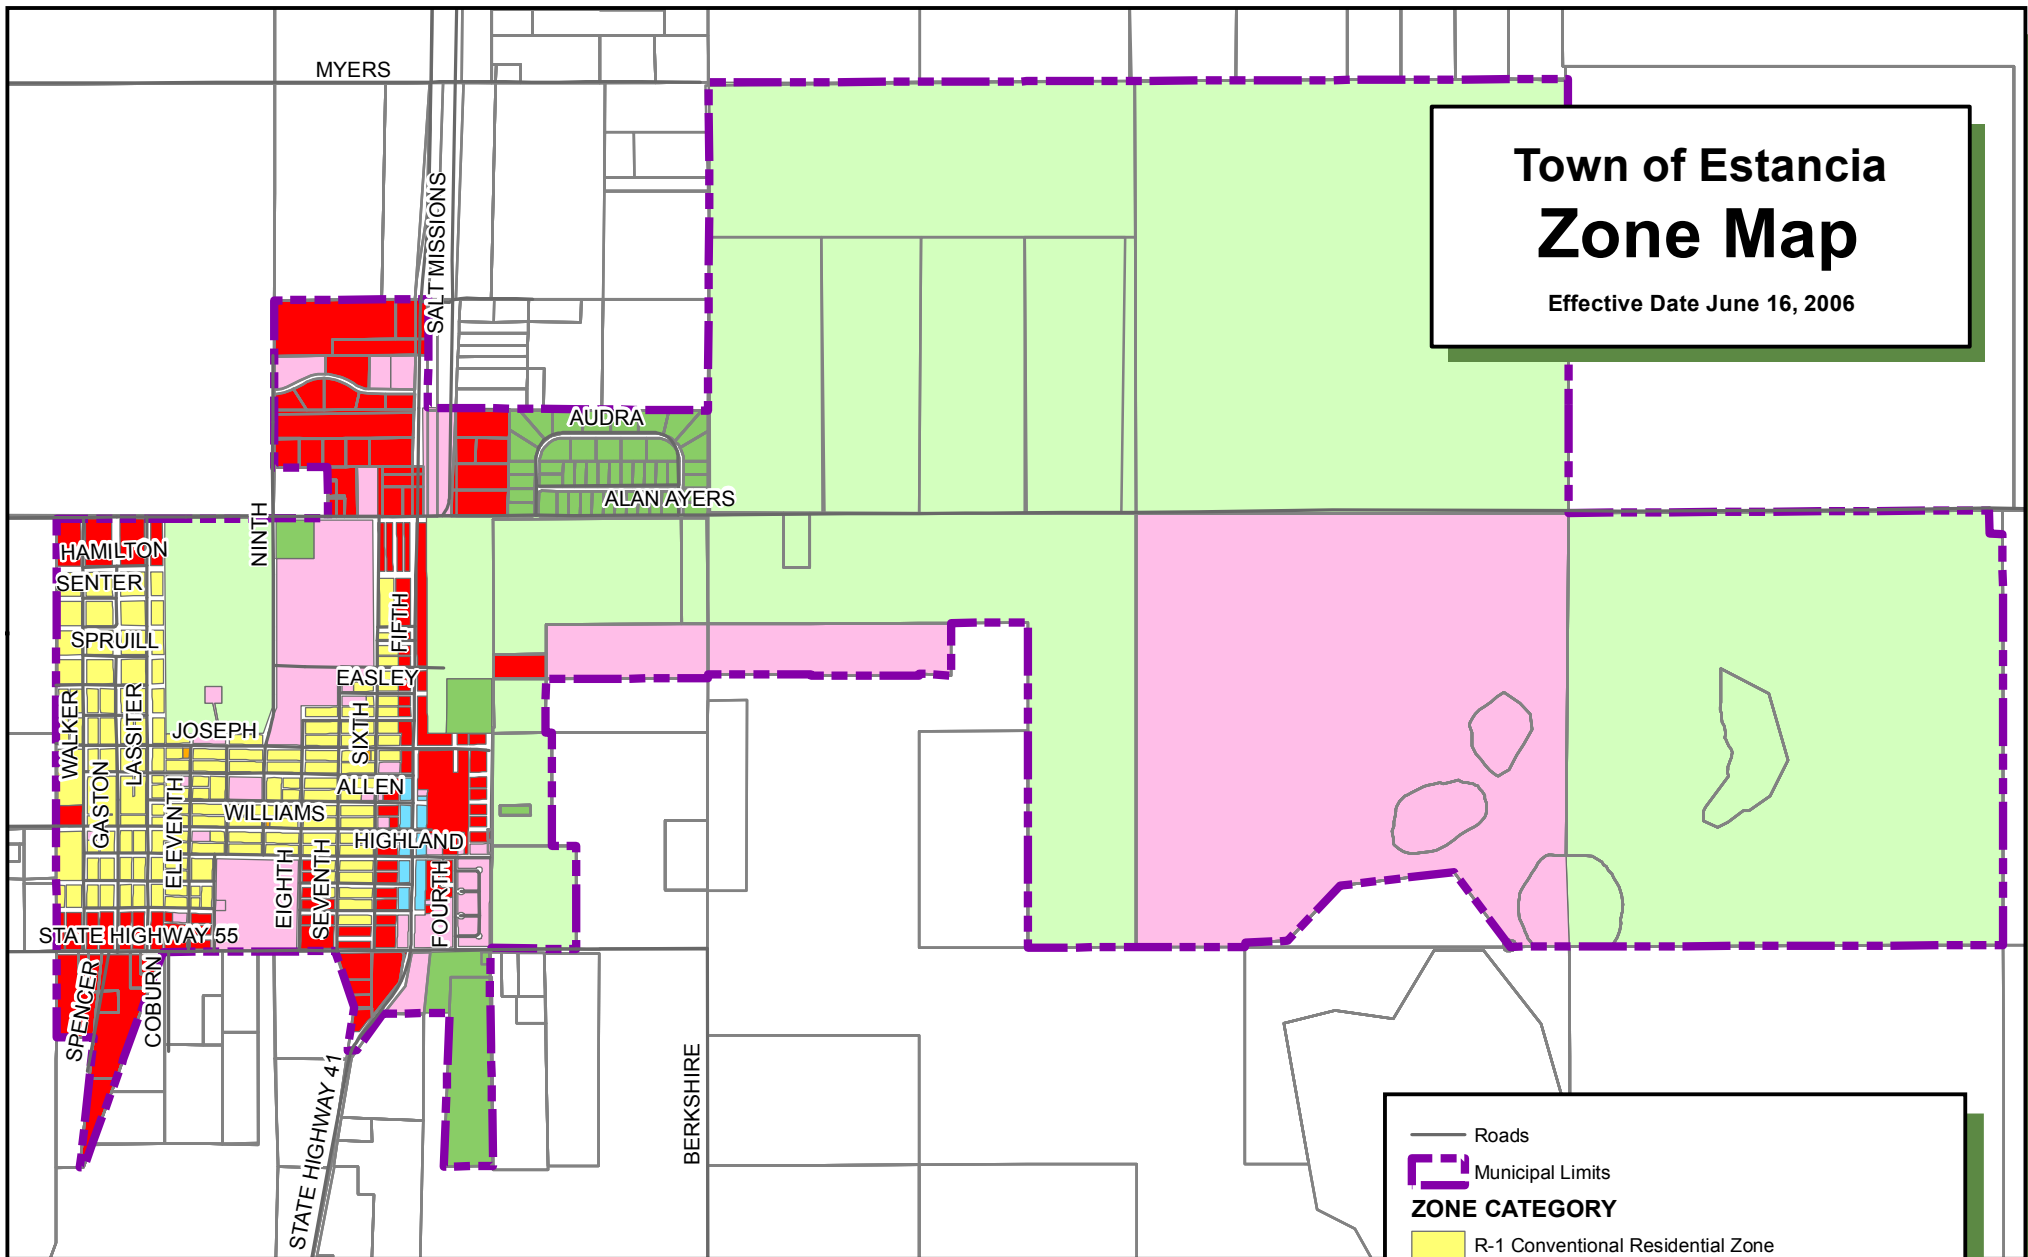 MYERS
Town of Estancia
Zone Map
Effective Date June 16, 2006
SALT MISSIONS
AUDRA
ALAN AYERS
NINTH
HAMILTON
SENTER
FIFTH
SPRUILL
EASLEY
WALKER
LASSITER
SIXTH
JOSEPH
GASTON
ELEVENTH
ALLEN
WILLIAMS
HIGHLAND
EIGHTH
SEVENTH
FOURTH
STATE HIGHWAY 55
SPENCER
COBURN
STATE HIGHWAY 41
BERKSHIRE
Roads
Municipal Limits
ZONE CATEGORY
R-1 Conventional Residential Zone